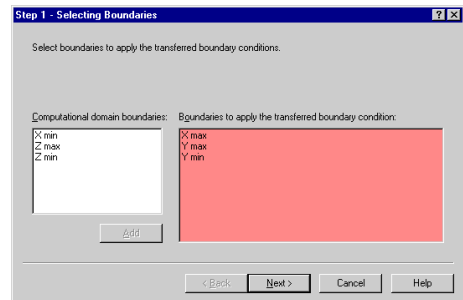 Step 1 - Selecting Boundaries
Select boundaries to apply the transferred boundary conditions.
Computational domain boundaries:
X min
Z max
Z min
Add
Boundaries to apply the transferred boundary condition:
X max
Y max
Y min
< Back
Next >
Cancel
Help